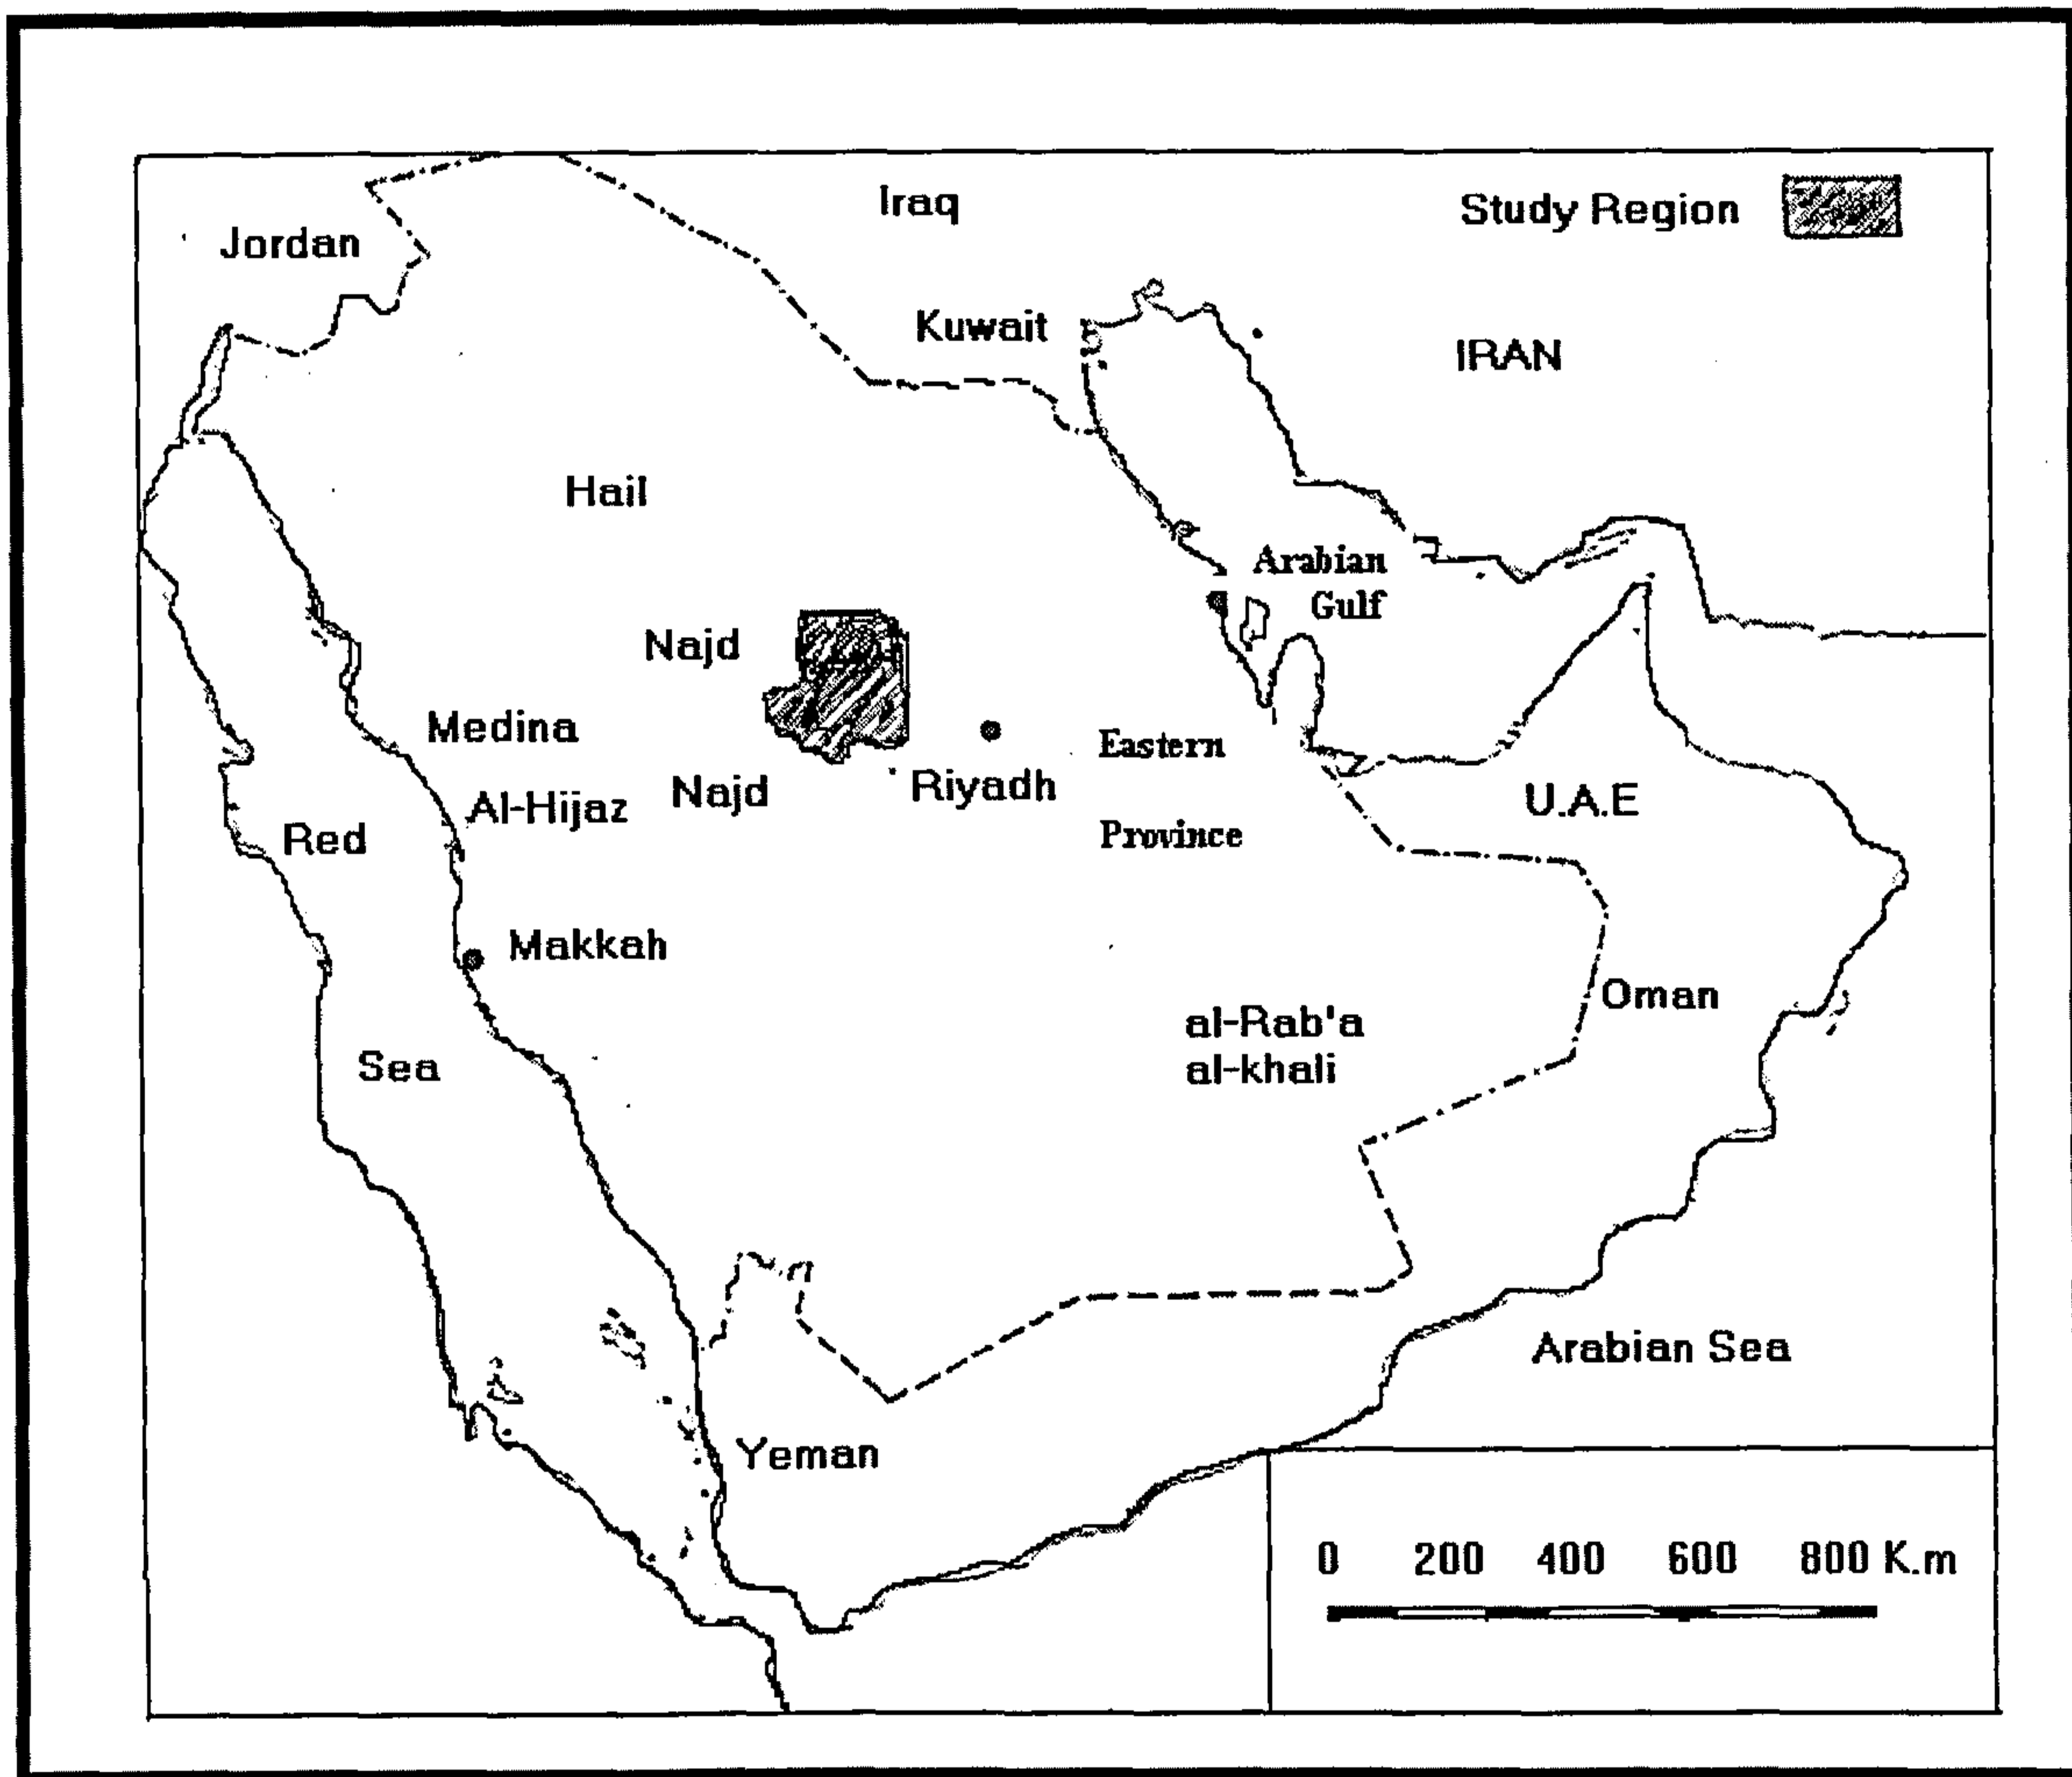 Iraq
Study Region
Jordan
Kuwait
IRAN
Hail
Arabian
Gulf
Najd
Medina
Eastern
Najd
Riyadh
Al-Hijaz
U.A.E
Red
Province
Makkah
Oman
al-Rab'a
al-khali
Sea
Arabian Sea
Yeman
0 200 400 600 800 K.m